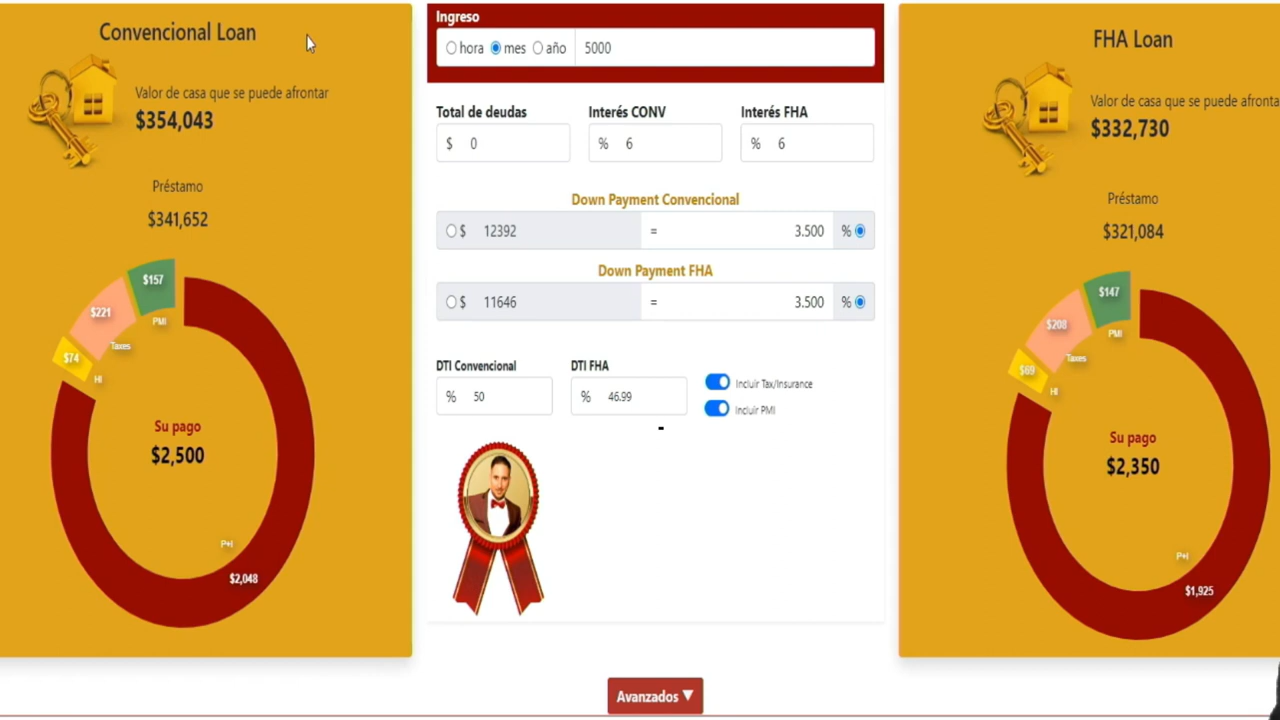 Convencional Loan
Valor de casa que se puede afrontar
$354,043
Préstamo
$341,652
$157
PMI
$221
Taxes
$74
HI
Su pago
$2,500
P+I
$2,048
Ingreso
hora mes año 5000
Total de deudas Interés CONV Interés FHA
$ 0 % 6 % 6
Down Payment Convencional
$ 12392 = 3.500 %
Down Payment FHA
$ 11646 = 3.500 %
DTI Convencional DTI FHA
% 50 % 46.99
Incluir Tax/Insurance
Incluir PMI
Avanzados ▼
FHA Loan
Valor de casa que se puede afronta
$332,730
Préstamo
$321,084
$147
PMI
$208
Taxes
$69
HI
Su pago
$2,350
P+I
$1,925